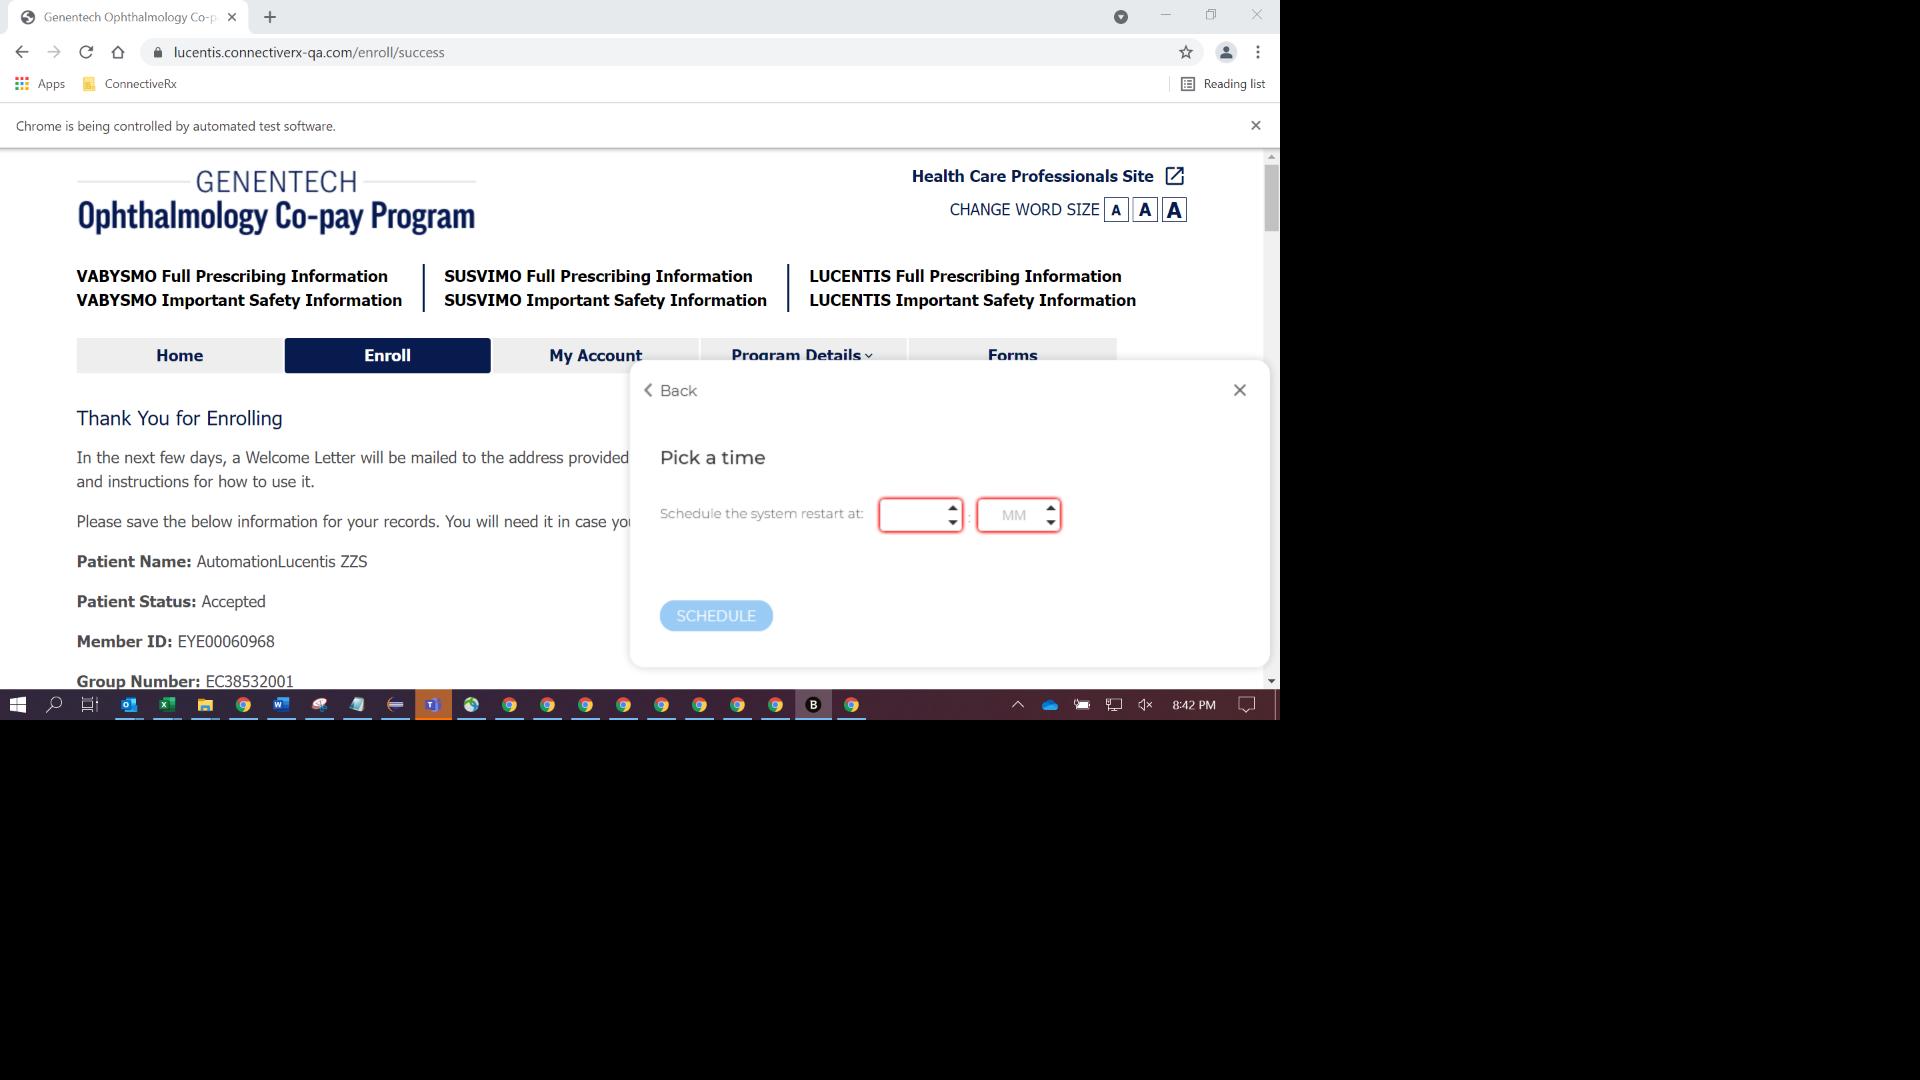 Genentech Ophthalmology Co-p
lucentis.connectiverx-qa.com/enroll/success
Apps
ConnectiveRx
Reading list
Chrome is being controlled by automated test software.
GENENTECH
Ophthalmology Co-pay Program
Health Care Professionals Site
CHANGE WORD SIZE A A A
VABYSMO Full Prescribing Information
VABYSMO Important Safety Information
SUSVIMO Full Prescribing Information
SUSVIMO Important Safety Information
LUCENTIS Full Prescribing Information
LUCENTIS Important Safety Information
Home
Enroll
My Account
Program Details
Forms
Thank You for Enrolling
In the next few days, a Welcome Letter will be mailed to the address provided
and instructions for how to use it.
Please save the below information for your records. You will need it in case you
Patient Name: AutomationLucentis ZZS
Patient Status: Accepted
Member ID: EYE00060968
Group Number: EC38532001
Back
Pick a time
Schedule the system restart at:
: MM
SCHEDULE
8:42 PM